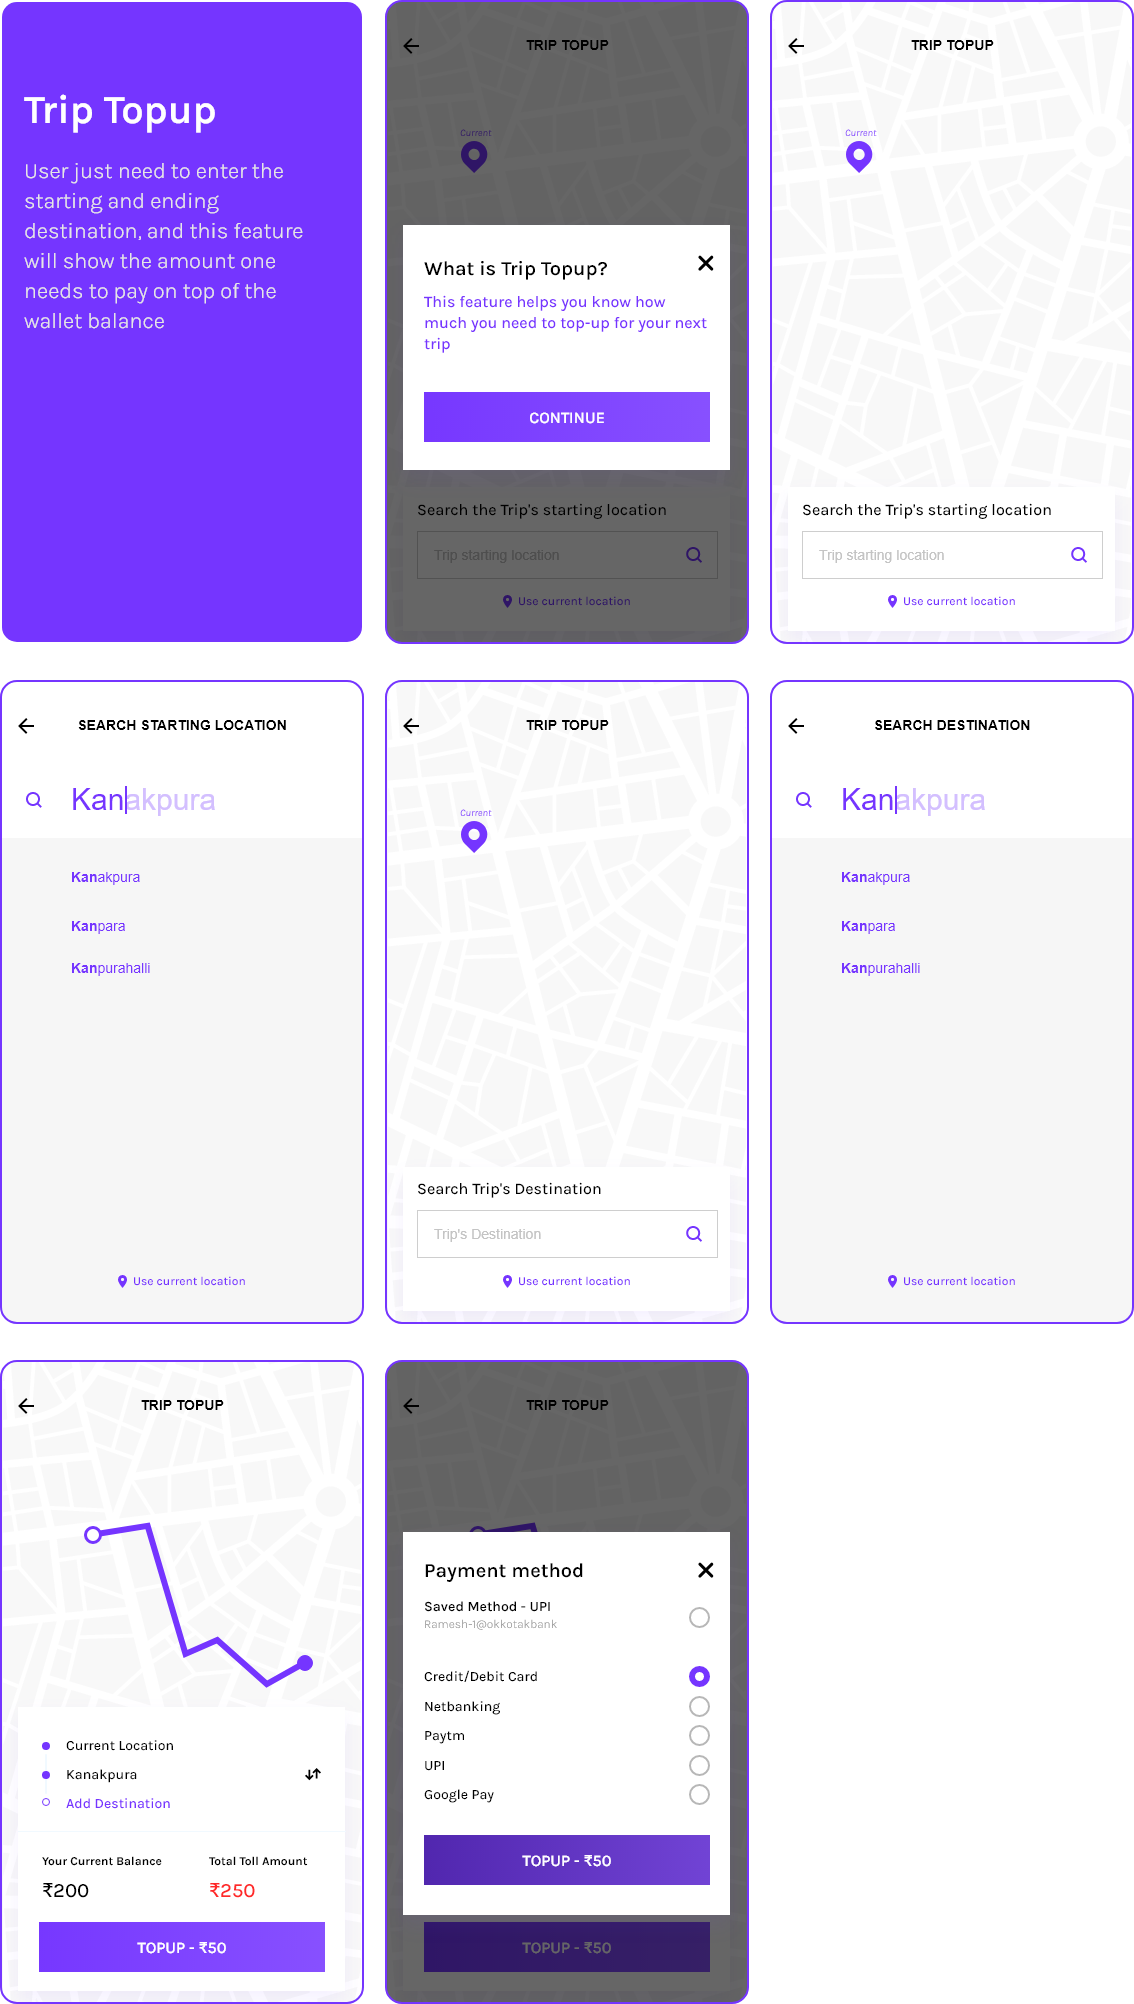 Trip Topup
User just need to enter the
starting and ending
destination, and this feature
will show the amount one
needs to pay on top of the
wallet balance
TRIP TOPUP
Current
What is Trip Topup?
This feature helps you know how
much you need to top-up for your next
trip
CONTINUE
Search the Trip's starting location
Trip starting location
Use current location
TRIP TOPUP
Current
Search the Trip's starting location
Trip starting location
Use current location
SEARCH STARTING LOCATION
Kanakpura
Kanakpura
Kanpara
Kanpurahalli
Use current location
TRIP TOPUP
Current
Search Trip's Destination
Trip's Destination
Use current location
SEARCH DESTINATION
Kanakpura
Kanakpura
Kanpara
Kanpurahalli
Use current location
TRIP TOPUP
Current Location
Kanakpura
Add Destination
Your Current Balance
₹200
Total Toll Amount
₹250
TOPUP - ₹50
TRIP TOPUP
Payment method
Saved Method - UPI
Ramesh-1@okkotakbank
Credit/Debit Card
Netbanking
Paytm
UPI
Google Pay
TOPUP - ₹50
TOPUP - ₹50